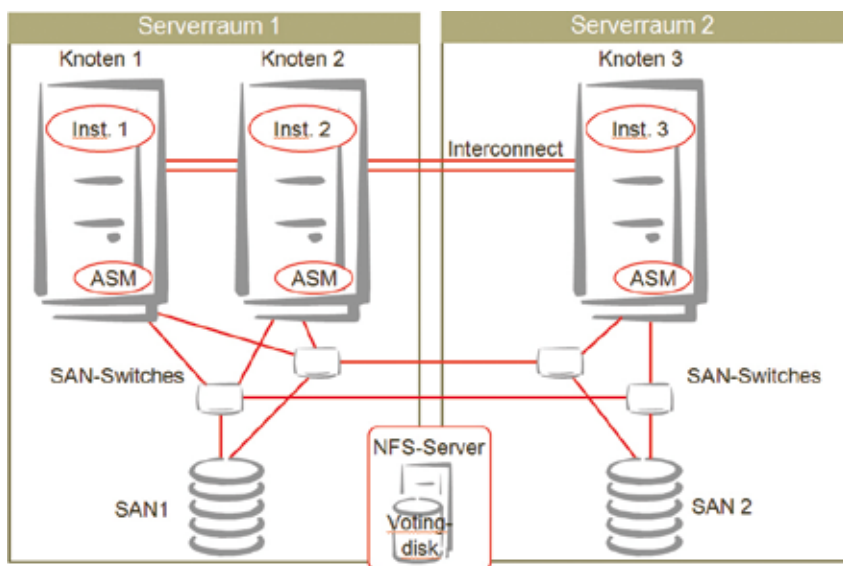 Serverraum 1
Serverraum 2
Knoten 1
Knoten 2
Knoten 3
Inst. 1
Inst. 2
Inst. 3
Interconnect
ASM
ASM
ASM
SAN-Switches
SAN-Switches
NFS-Server
SAN1
Voting-
disk
SAN 2